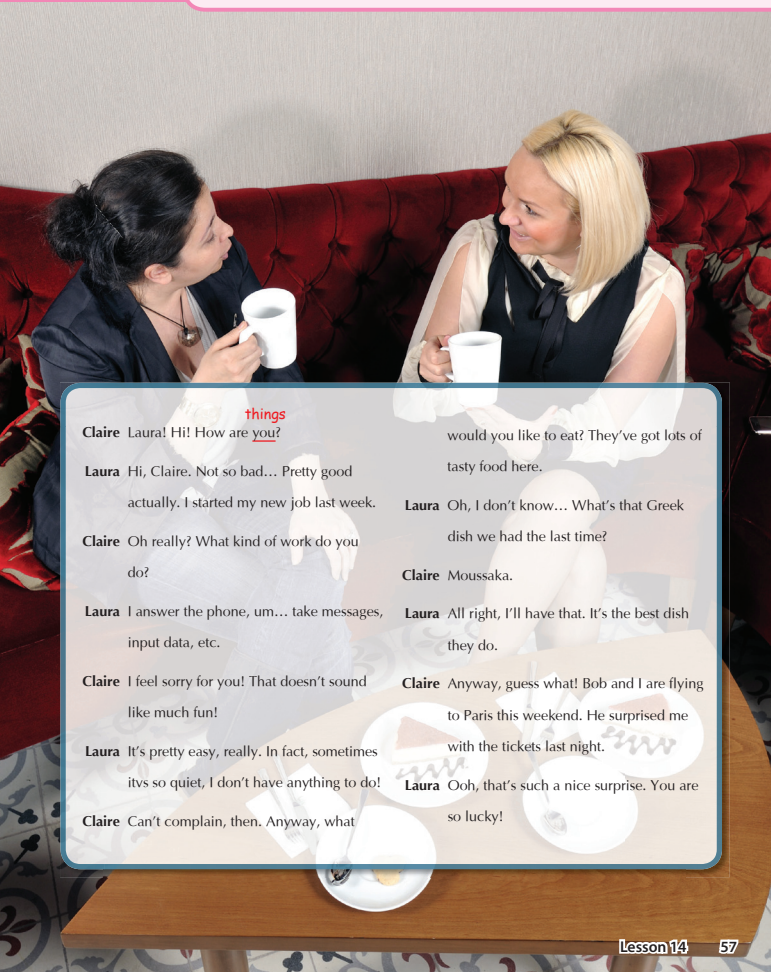 things
Claire Laura! Hi! How are you?
Laura Hi, Claire. Not so bad… Pretty good
actually. I started my new job last week.
Claire Oh really? What kind of work do you
do?
Laura I answer the phone, um… take messages,
input data, etc.
Claire I feel sorry for you! That doesn't sound
like much fun!
Laura It's pretty easy, really. In fact, sometimes
itvs so quiet, I don't have anything to do!
Claire Can't complain, then. Anyway, what
would you like to eat? They've got lots of
tasty food here.
Laura Oh, I don't know… What's that Greek
dish we had the last time?
Claire Moussaka.
Laura All right, I'll have that. It's the best dish
they do.
Claire Anyway, guess what! Bob and I are flying
to Paris this weekend. He surprised me
with the tickets last night.
Laura Ooh, that's such a nice surprise. You are
so lucky!
Lesson 14 57